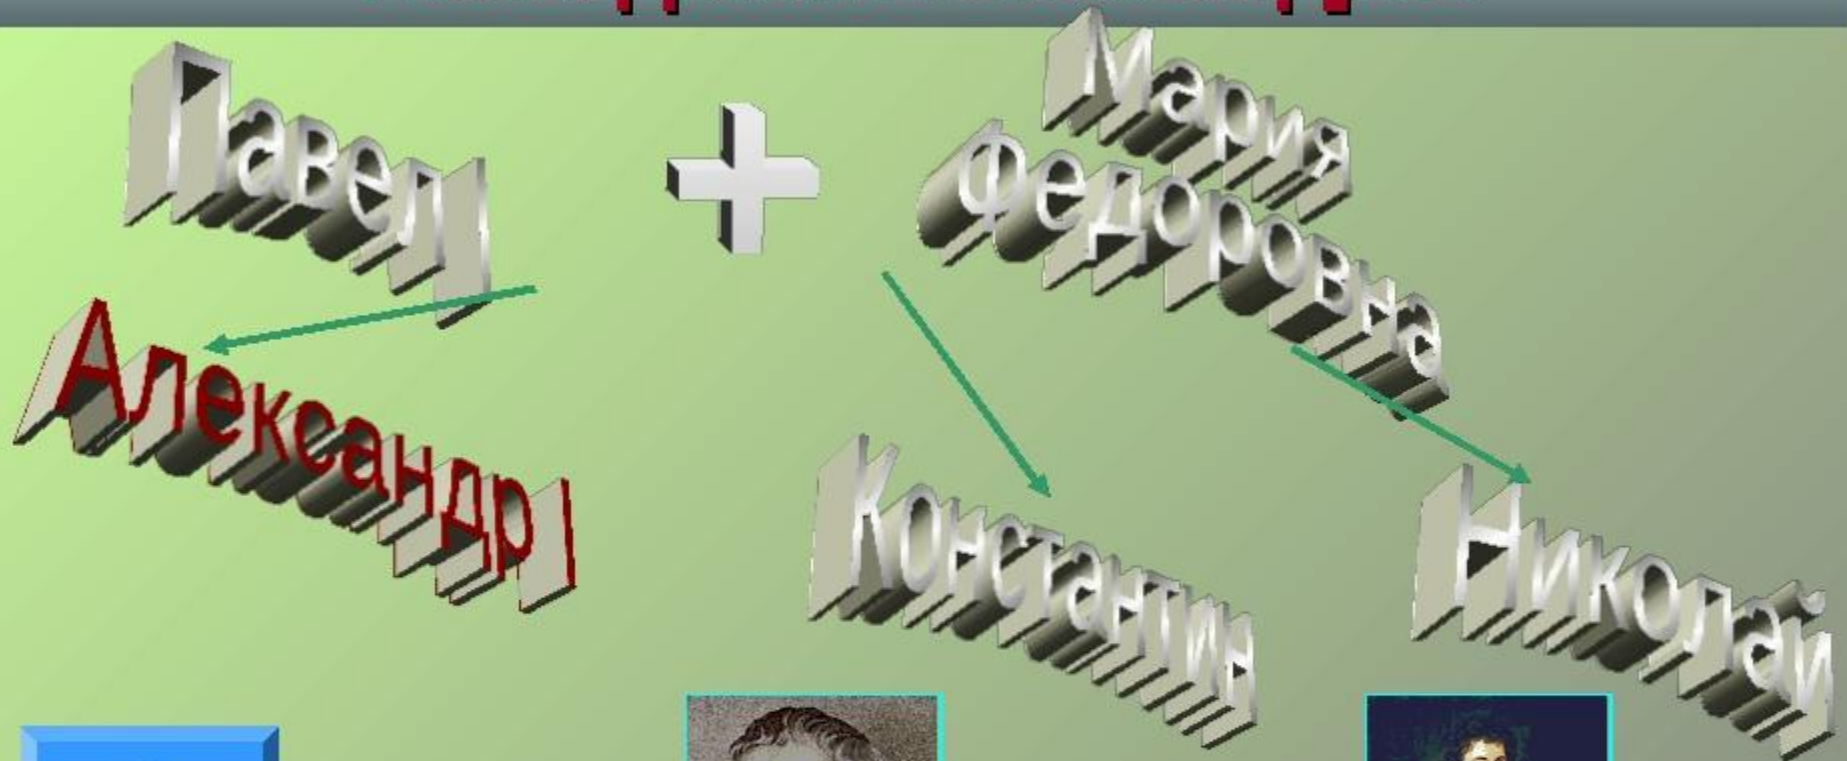 Павел I
Мария
Федоровна
Александр I
Константин
Николай